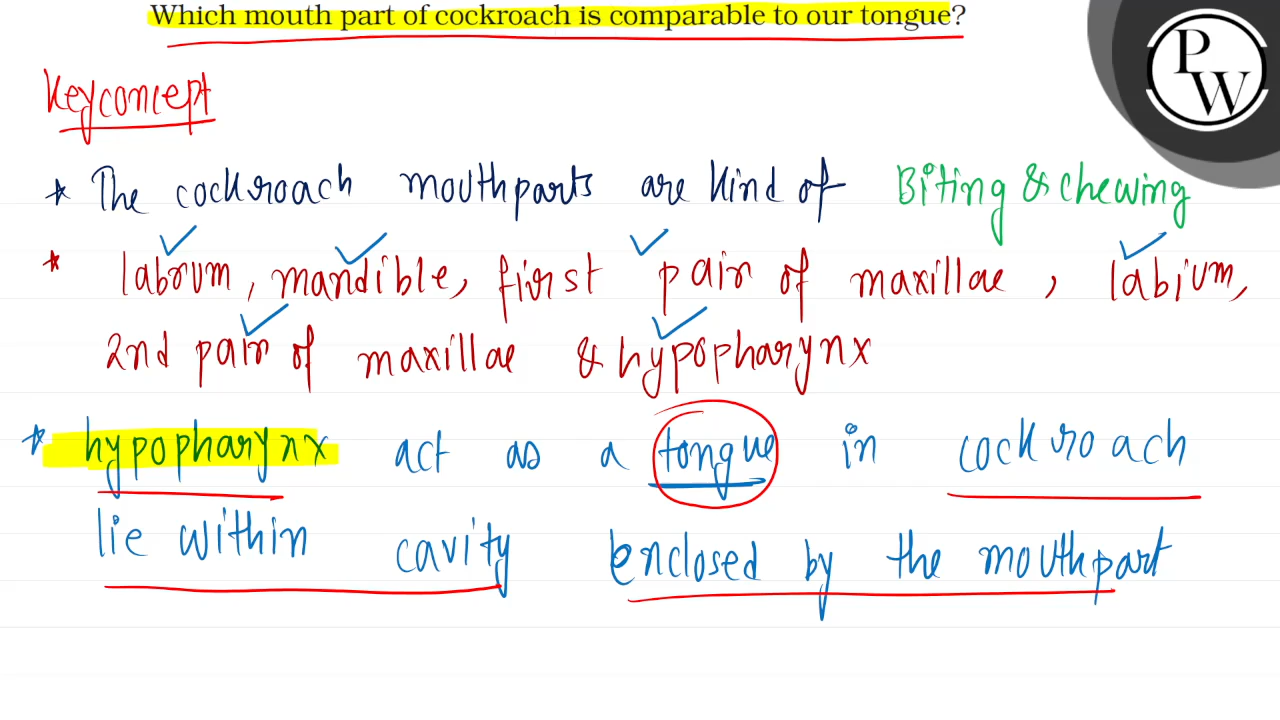 Which mouth part of cockroach is comparable to our tongue?
PW
Keyconcept
* The cockroach mouthparts are kind of Biting & chewing
* labrum, mandible, first pair of maxillae, labium,
2nd pair of maxillae & hypopharynx
* hypopharynx act as a tongue in cockroach
lie within cavity enclosed by the mouthpart